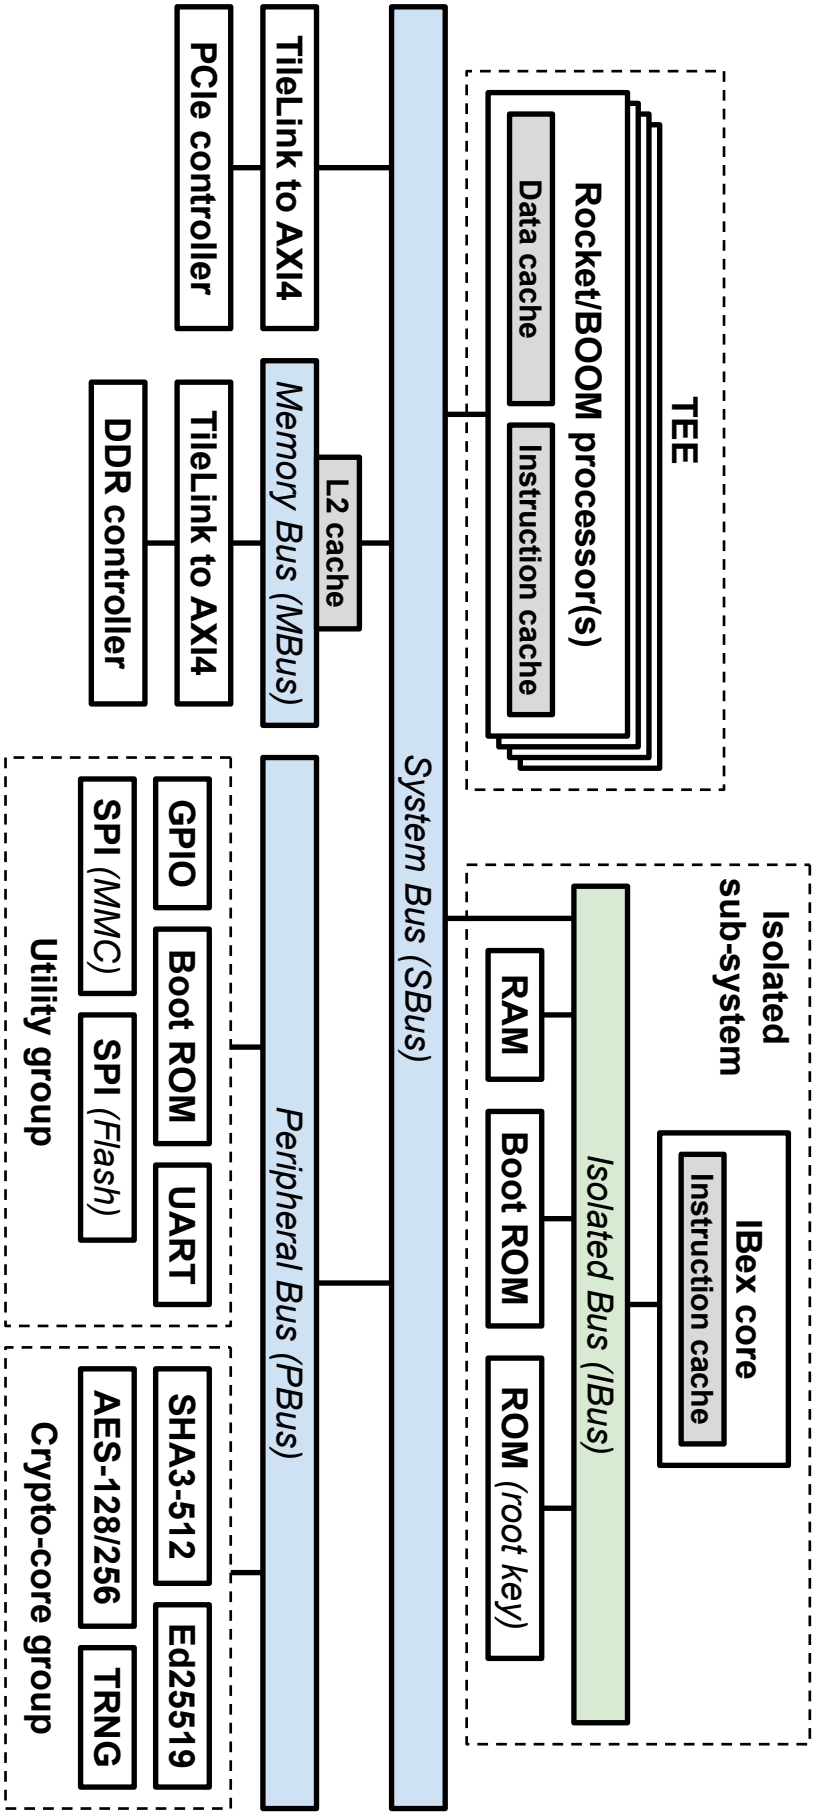 TEE
Rocket/BOOM processor(s)
Data cache
Instruction cache
Isolated
sub-system
IBex core
Instruction cache
Isolated Bus (IBus)
RAM
Boot ROM
ROM (root key)
System Bus (SBus)
TileLink to AXI4
PCIe controller
L2 cache
Memory Bus (MBus)
TileLink to AXI4
DDR controller
Peripheral Bus (PBus)
GPIO
Boot ROM
UART
SPI (MMC)
SPI (Flash)
Utility group
SHA3-512
Ed25519
AES-128/256
TRNG
Crypto-core group